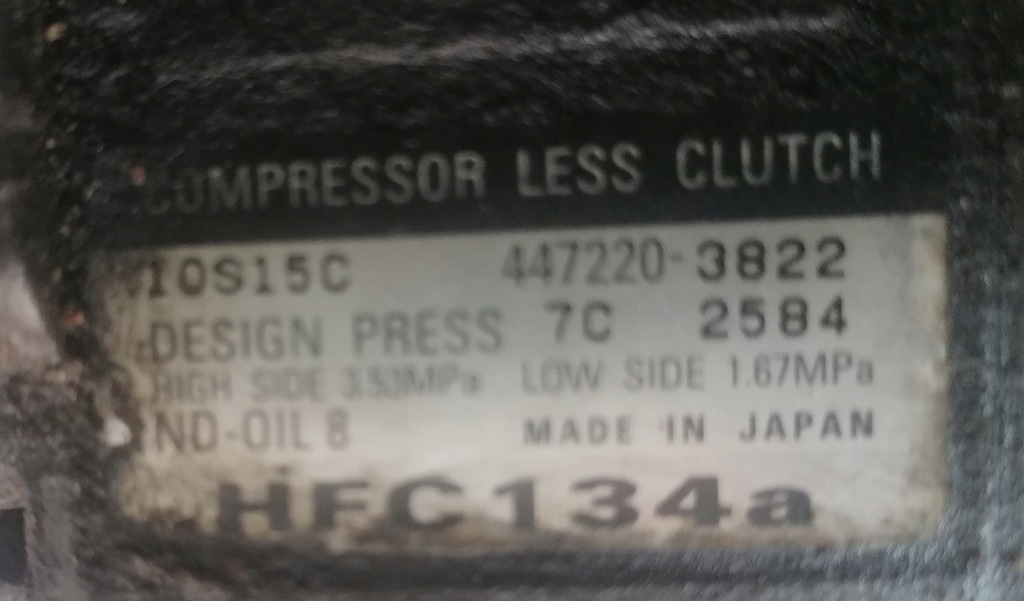 COMPRESSOR LESS CLUTCH
10S15C 447220-3822
DESIGN PRESS 7C 2584
HIGH SIDE 3.53MPa LOW SIDE 1.67MPa
ND-OIL 8 MADE IN JAPAN
HFC134a